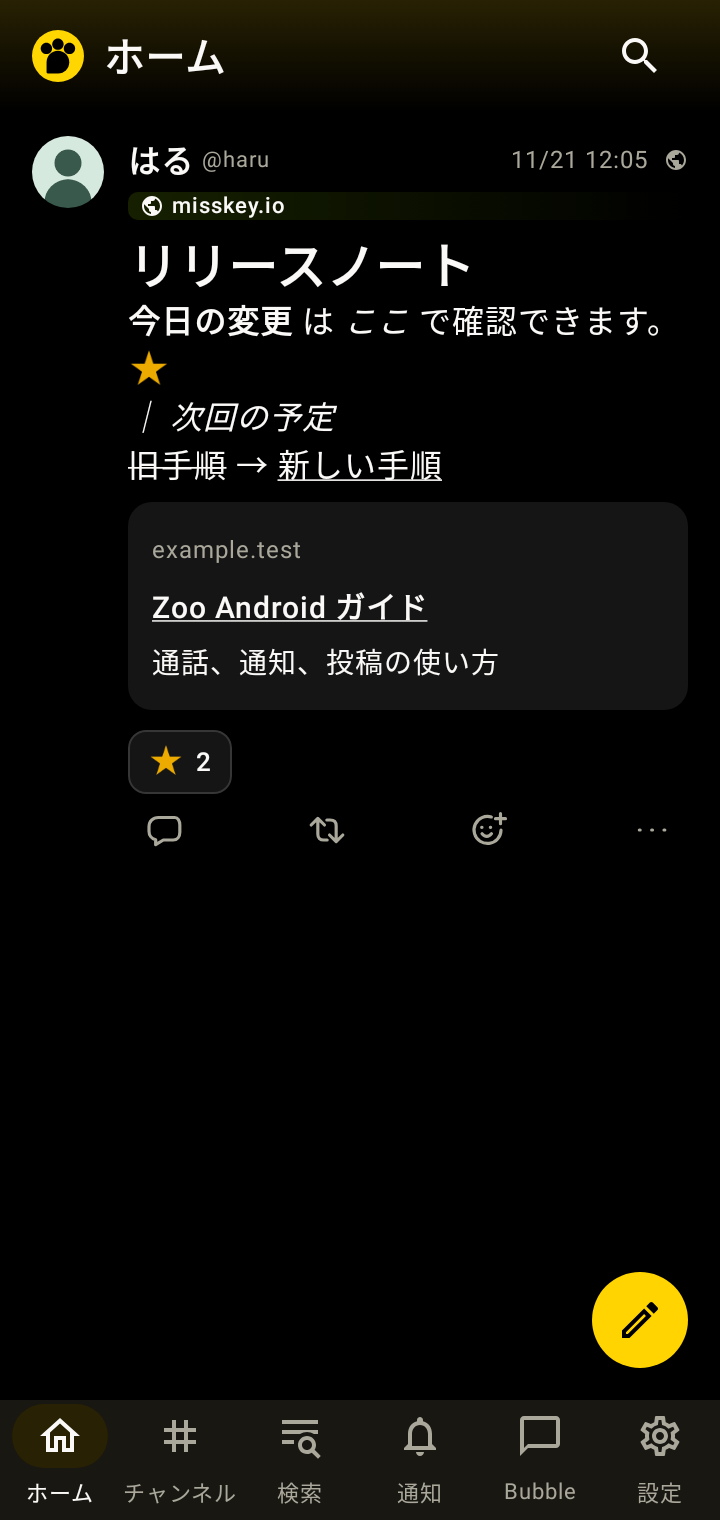 ホーム
はる @haru 11/21 12:05
misskey.io
リリースノート
今日の変更 は ここ で確認できます。
★
| 次回の予定
旧手順 → 新しい手順
example.test
Zoo Android ガイド
通話、通知、投稿の使い方
★ 2
ホーム チャンネル 検索 通知 Bubble 設定